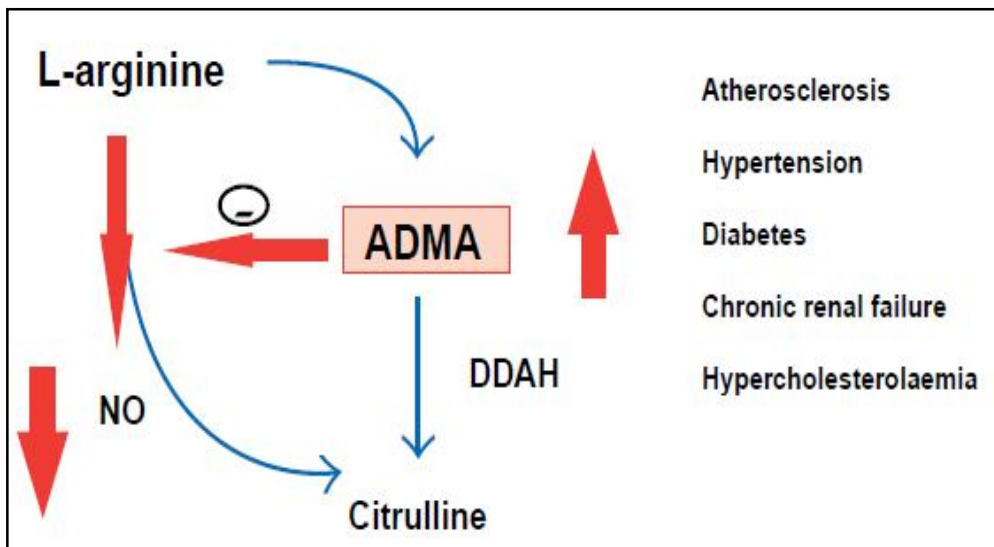 L-arginine
-
ADMA
DDAH
NO
Citrulline
Atherosclerosis
Hypertension
Diabetes
Chronic renal failure
Hypercholesterolaemia